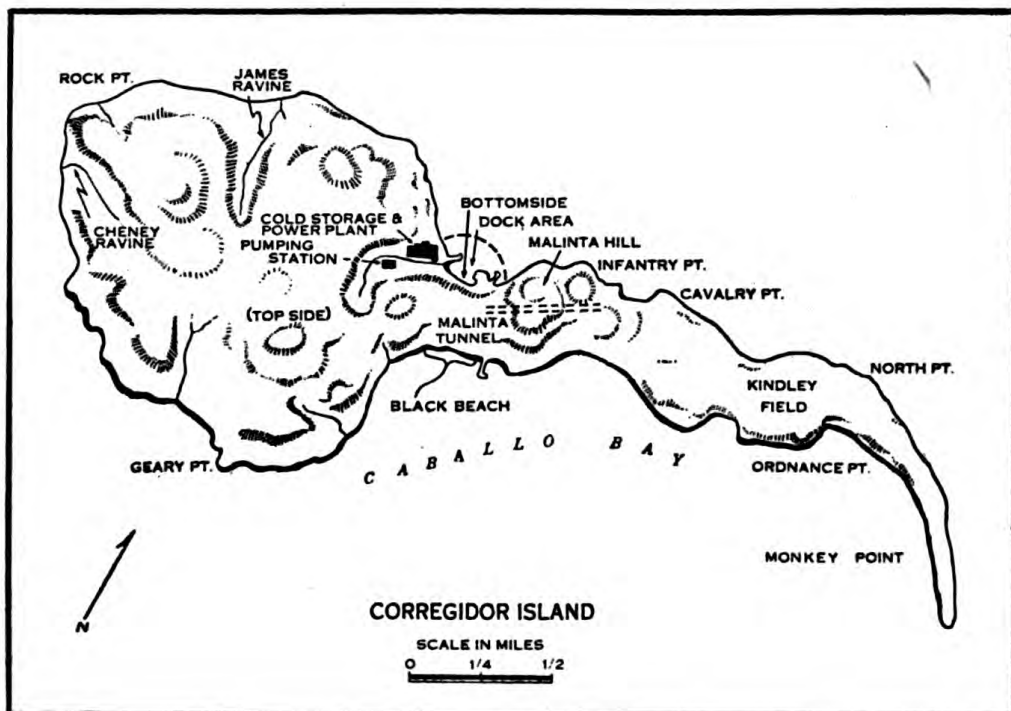 JAMES
RAVINE
ROCK PT.
CHENEY
RAVINE
COLD STORAGE &
POWER PLANT
PUMPING
STATION
BOTTOMSIDE
DOCK AREA
MALINTA HILL
INFANTRY PT.
CAVALRY PT.
(TOP SIDE)
MALINTA
TUNNEL
NORTH PT.
KINDLEY
FIELD
BLACK BEACH
GEARY PT.
CABALLO BAY
ORDNANCE PT.
MONKEY POINT
N
CORREGIDOR ISLAND
SCALE IN MILES
0 1/4 1/2